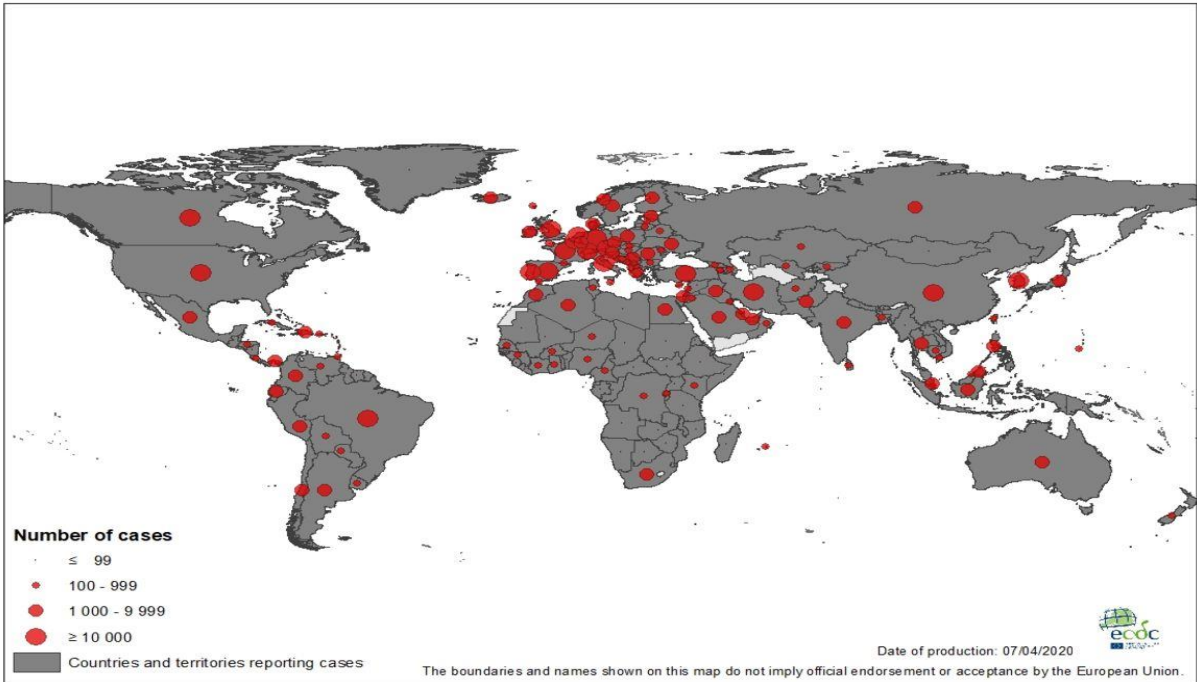 Number of cases
≤ 99
100 - 999
1 000 - 9 999
≥ 10 000
Countries and territories reporting cases
ecdc
Date of production: 07/04/2020
The boundaries and names shown on this map do not imply official endorsement or acceptance by the European Union.